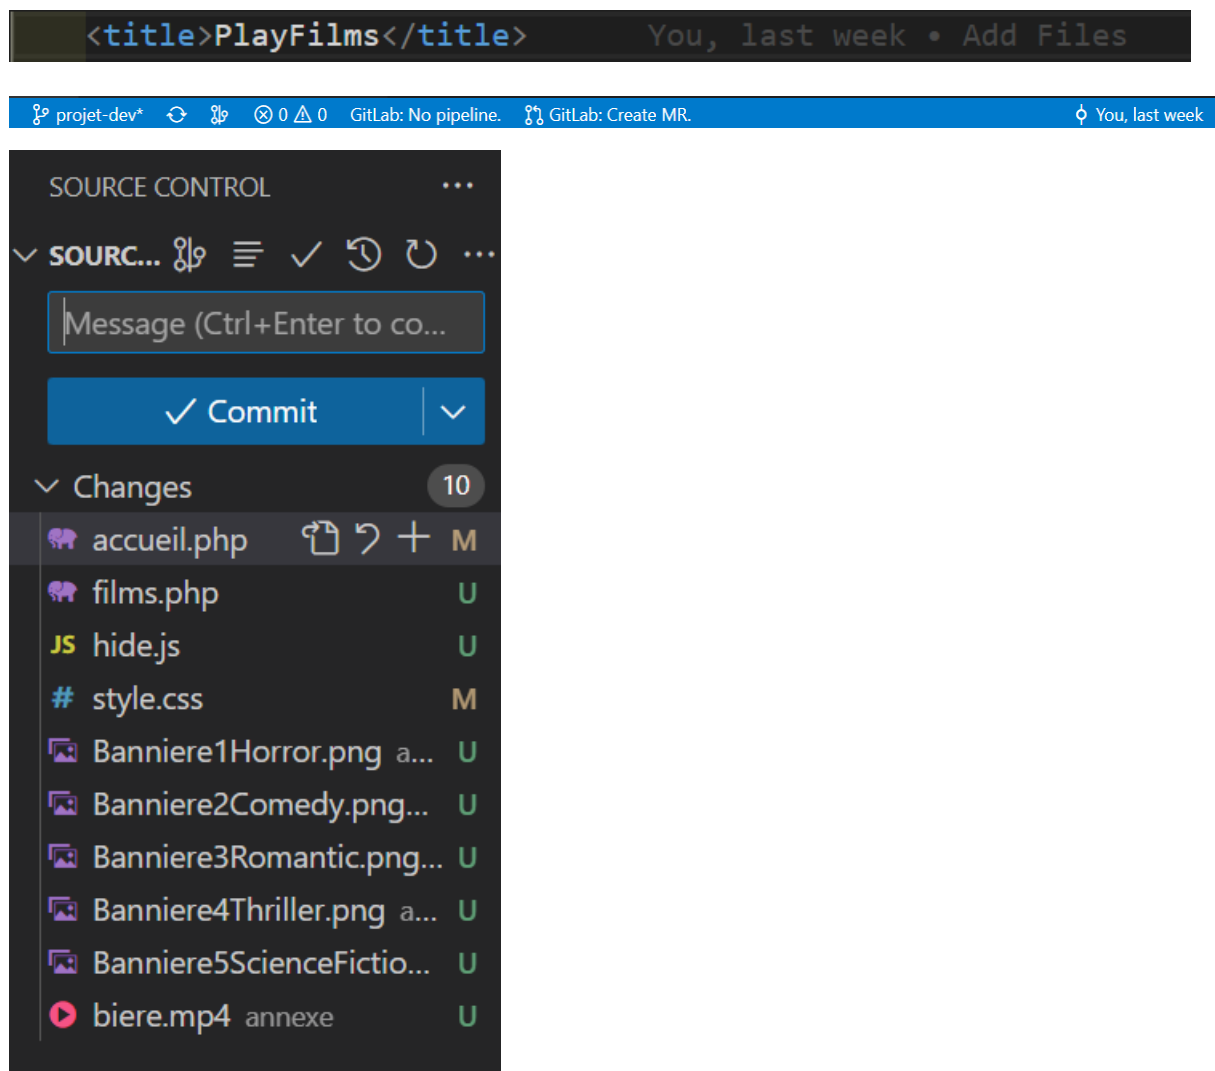 <title>PlayFilms</title> You, last week • Add Files
projet-dev* 0 0 GitLab: No pipeline. GitLab: Create MR. You, last week
SOURCE CONTROL ...
SOURC... ...
Message (Ctrl+Enter to co...
Commit
Changes 10
accueil.php M
films.php U
JS hide.js U
# style.css M
Banniere1Horror.png a... U
Banniere2Comedy.png... U
Banniere3Romantic.png... U
Banniere4Thriller.png a... U
Banniere5ScienceFictio... U
biere.mp4 annexe U